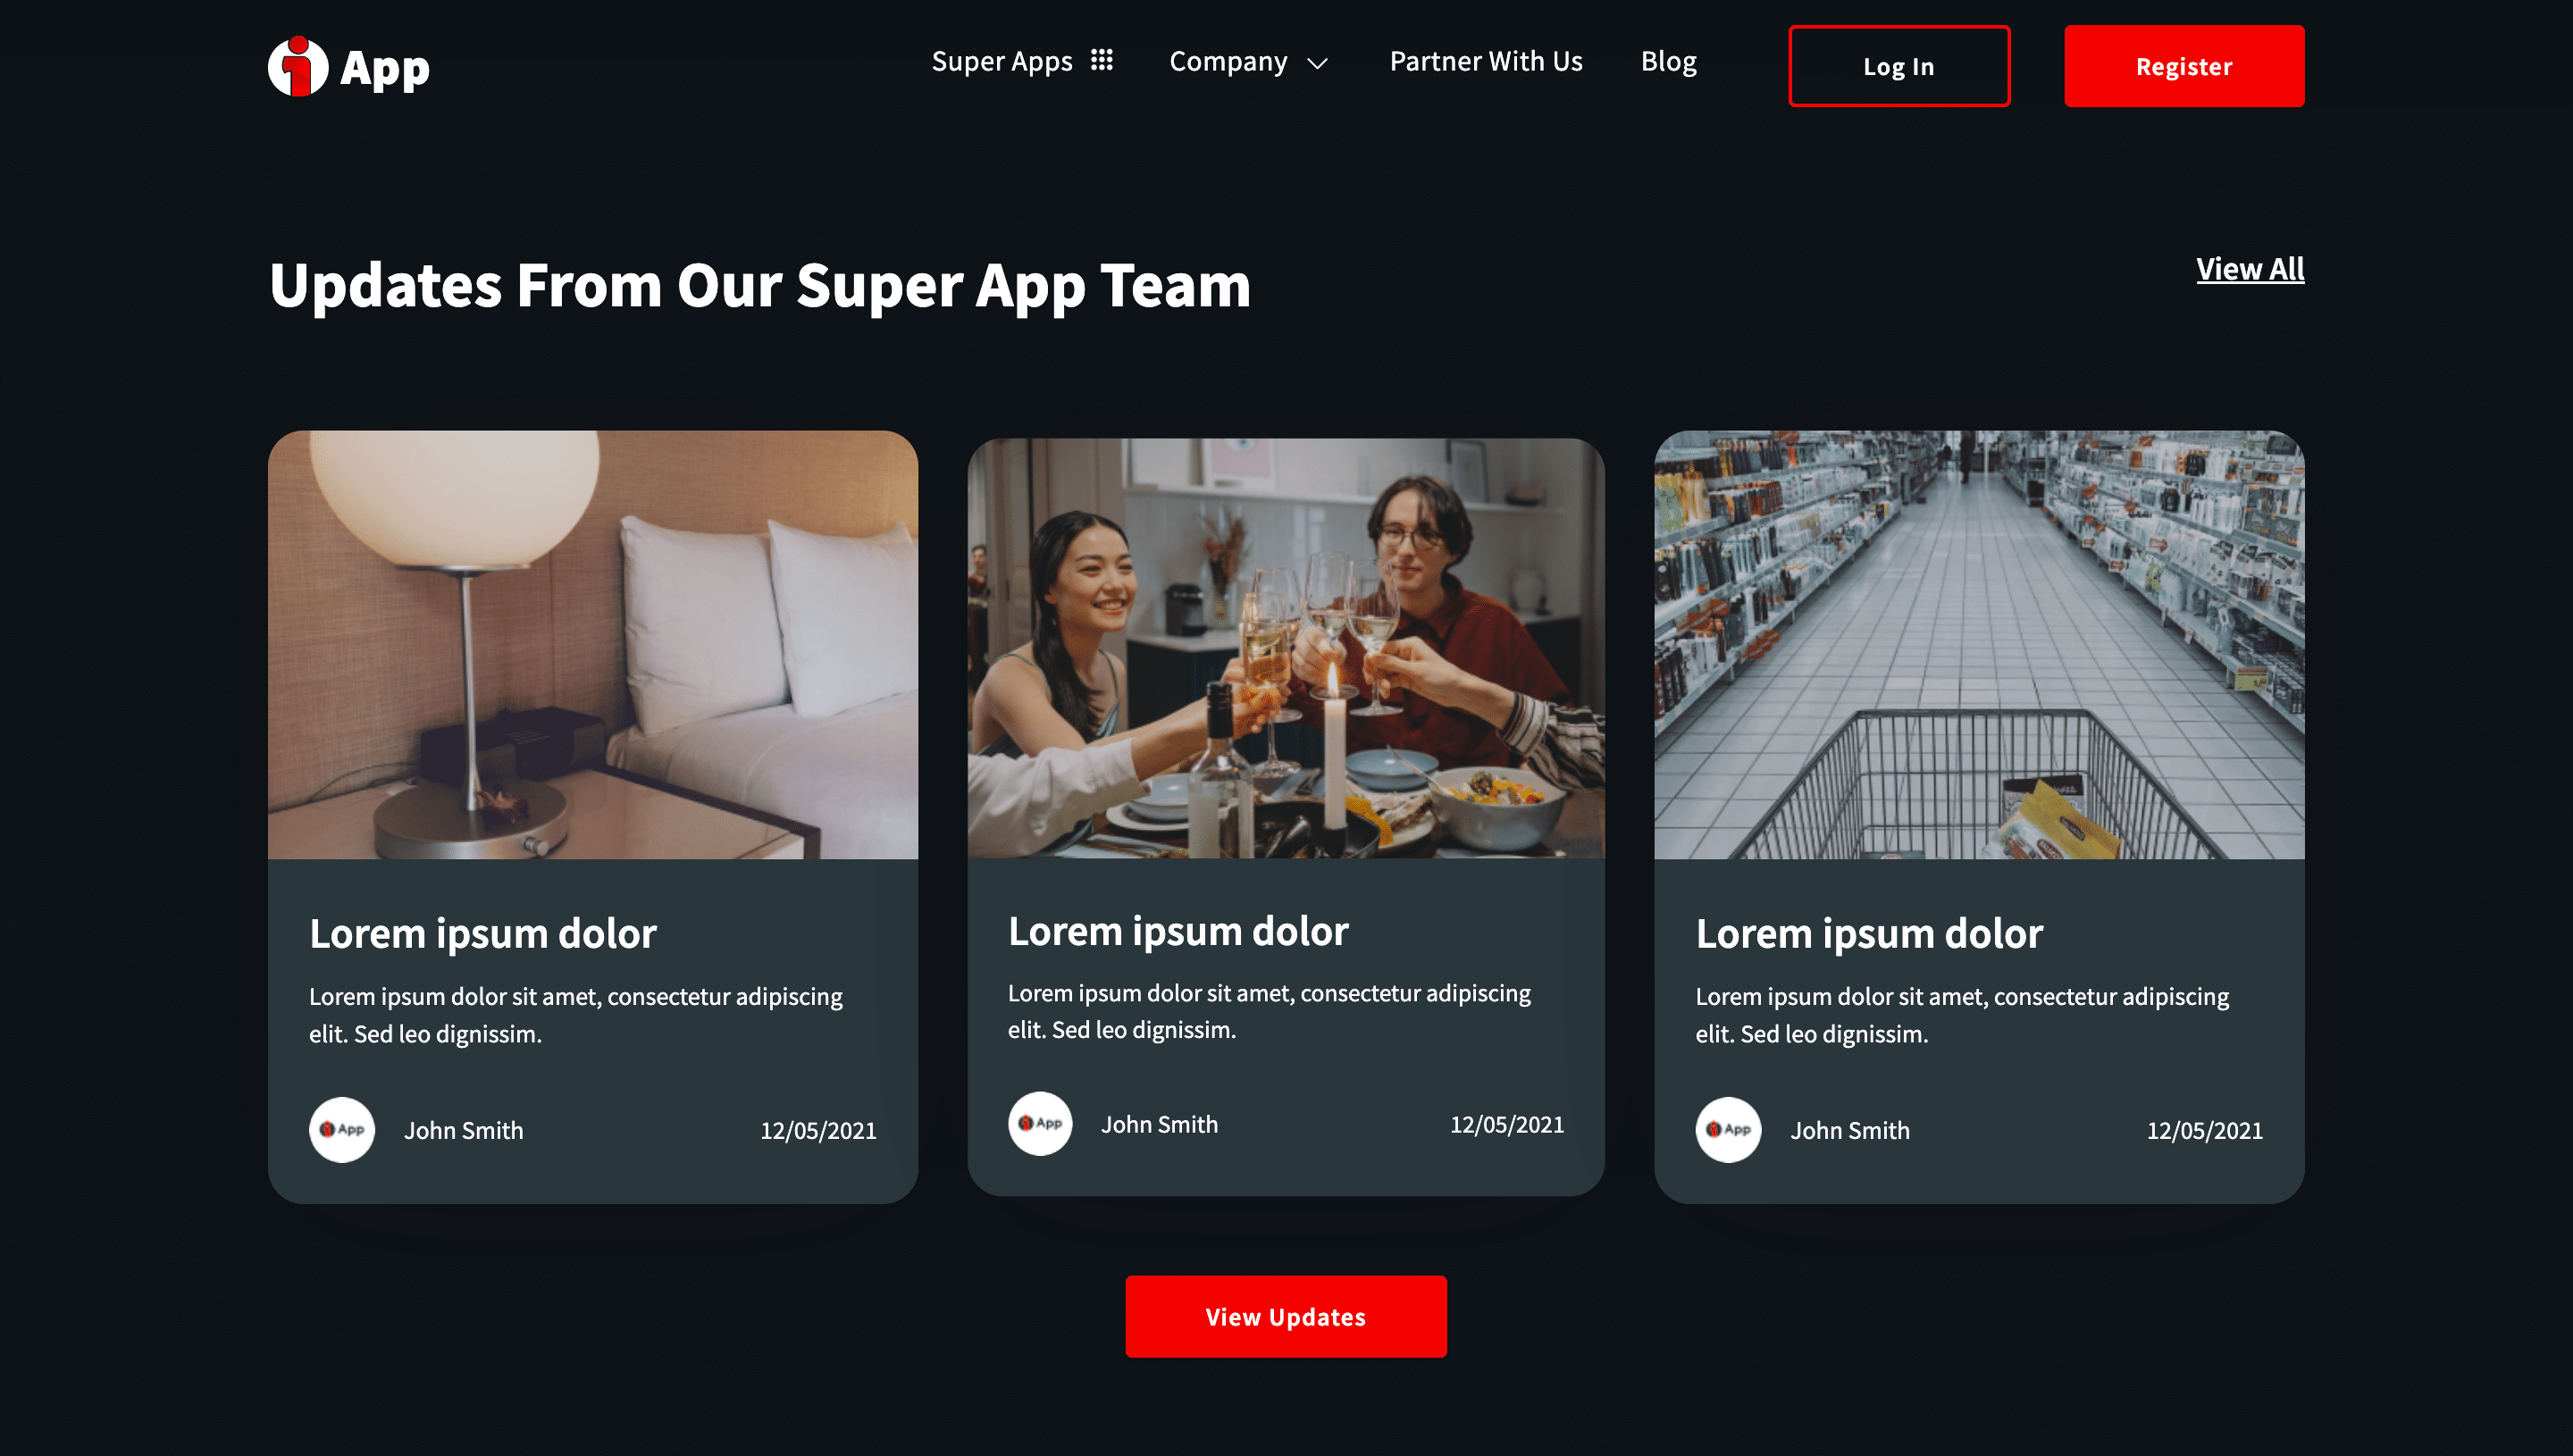 i App
Super Apps
Company
Partner With Us
Blog
Log In
Register
Updates From Our Super App Team
View All
Lorem ipsum dolor
Lorem ipsum dolor sit amet, consectetur adipiscing
elit. Sed leo dignissim.
i App
John Smith
12/05/2021
Lorem ipsum dolor
Lorem ipsum dolor sit amet, consectetur adipiscing
elit. Sed leo dignissim.
i App
John Smith
12/05/2021
Lorem ipsum dolor
Lorem ipsum dolor sit amet, consectetur adipiscing
elit. Sed leo dignissim.
i App
John Smith
12/05/2021
View Updates